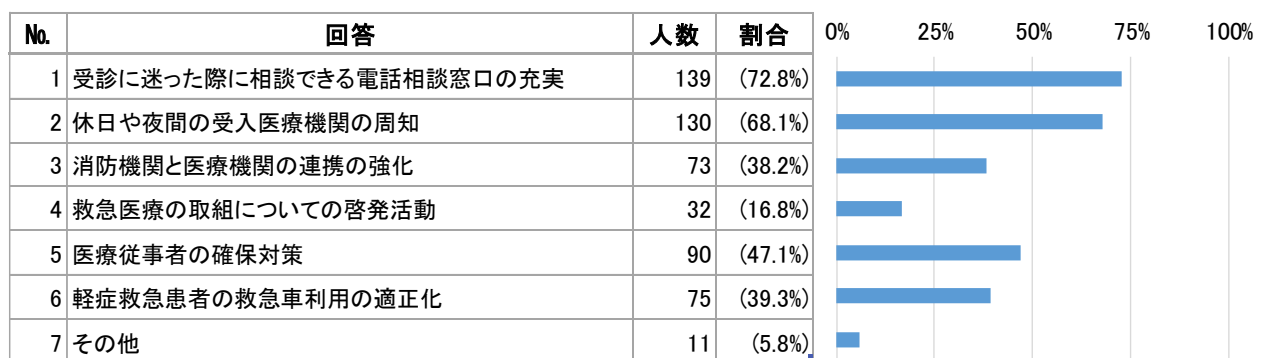 № 回答 人数 割合 0% 25% 50% 75% 100%
1 受診に迷った際に相談できる電話相談窓口の充実 139 (72.8%)
2 休日や夜間の受入医療機関の周知 130 (68.1%)
3 消防機関と医療機関の連携の強化 73 (38.2%)
4 救急医療の取組についての啓発活動 32 (16.8%)
5 医療従事者の確保対策 90 (47.1%)
6 軽症救急患者の救急車利用の適正化 75 (39.3%)
7 その他 11 (5.8%)